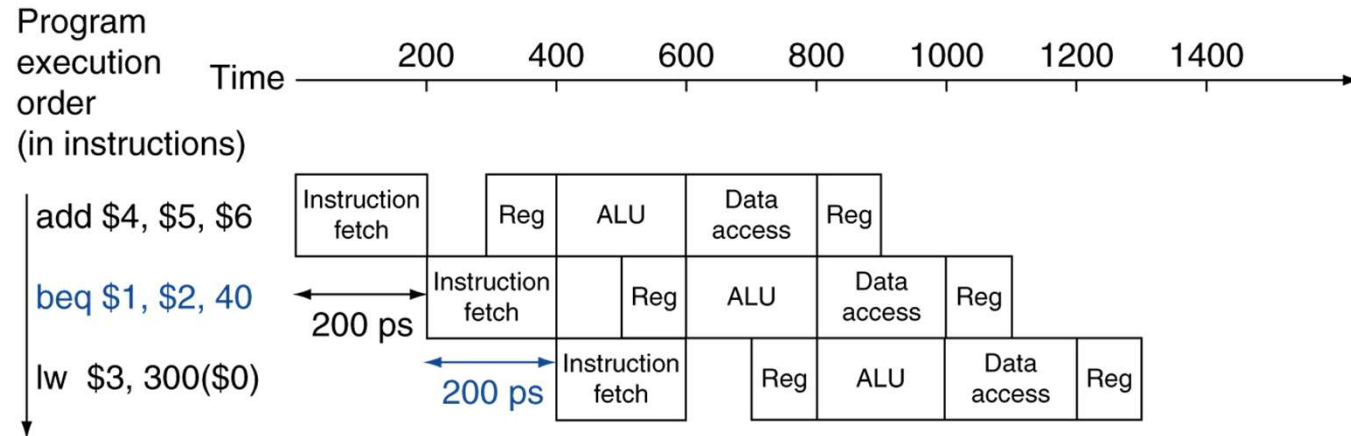 Program
execution
order
(in instructions)
Time
200 400 600 800 1000 1200 1400
add $4, $5, $6
Instruction
fetch
Reg
ALU
Data
access
Reg
beq $1, $2, 40
200 ps
Instruction
fetch
Reg
ALU
Data
access
Reg
lw $3, 300($0)
200 ps
Instruction
fetch
Reg
ALU
Data
access
Reg